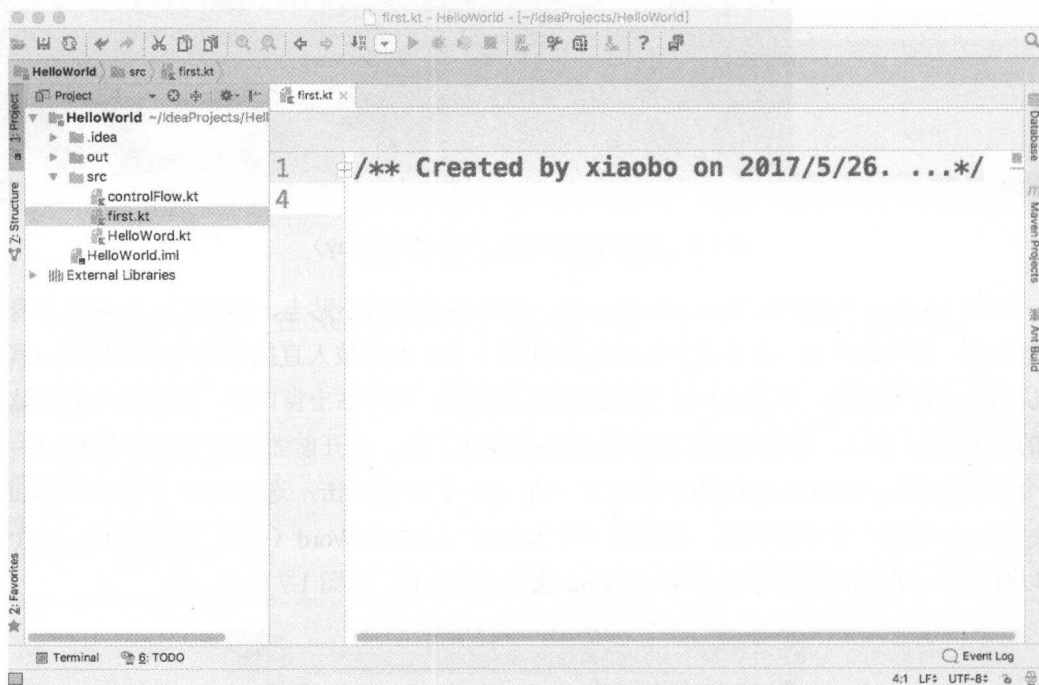 first.kt - HelloWorld - [~/IdeaProjects/HelloWorld]
HelloWorld src first.kt
1: Project
Project
first.kt
HelloWorld ~/IdeaProjects/Hell
.idea
out
src
controlFlow.kt
first.kt
HelloWord.kt
HelloWorld.iml
External Libraries
Z: Structure
2: Favorites
1 /** Created by xiaobo on 2017/5/26. ...*/
4
Database
Maven Projects
Ant Build
Terminal 6: TODO Event Log
4:1 LF UTF-8